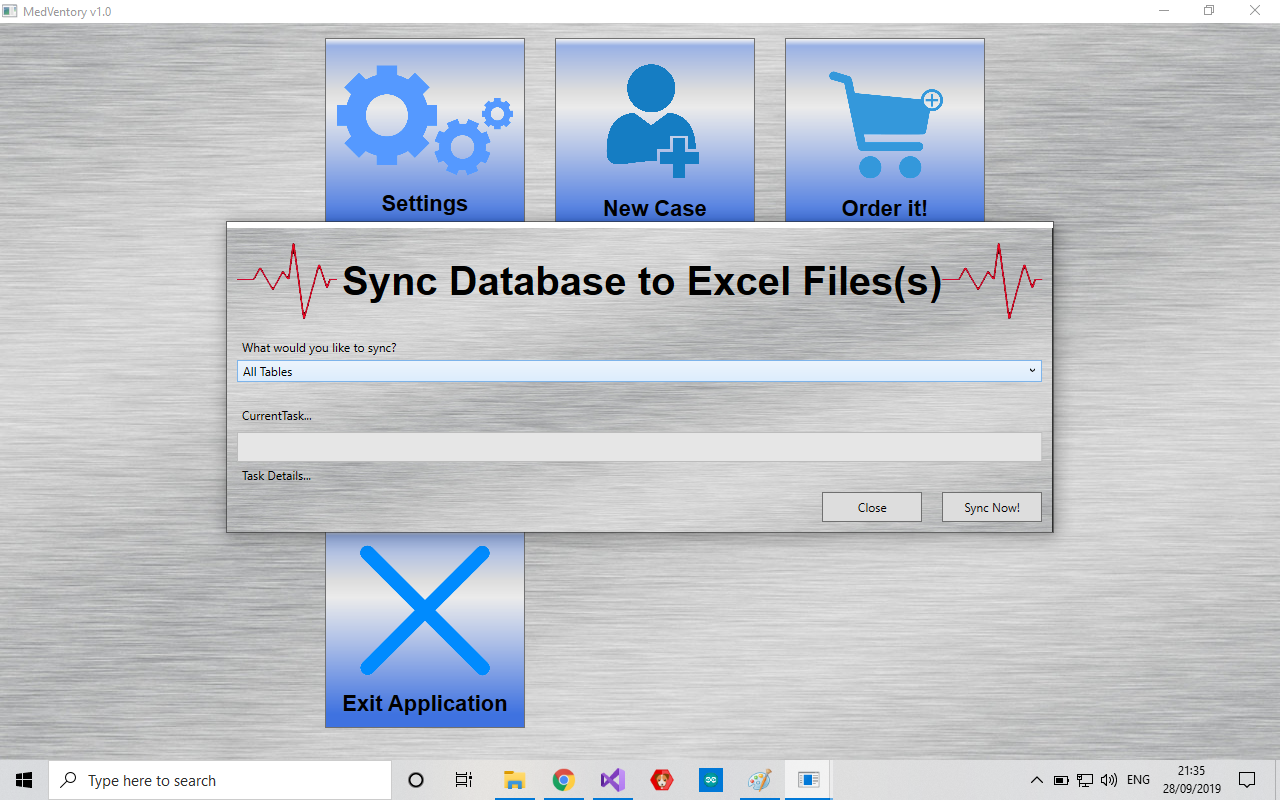 MedVentory v1.0
Settings
New Case
Order it!
Sync Database to Excel Files(s)
What would you like to sync?
All Tables
CurrentTask...
Task Details...
Close
Sync Now!
Exit Application
Type here to search
ENG
21:35
28/09/2019